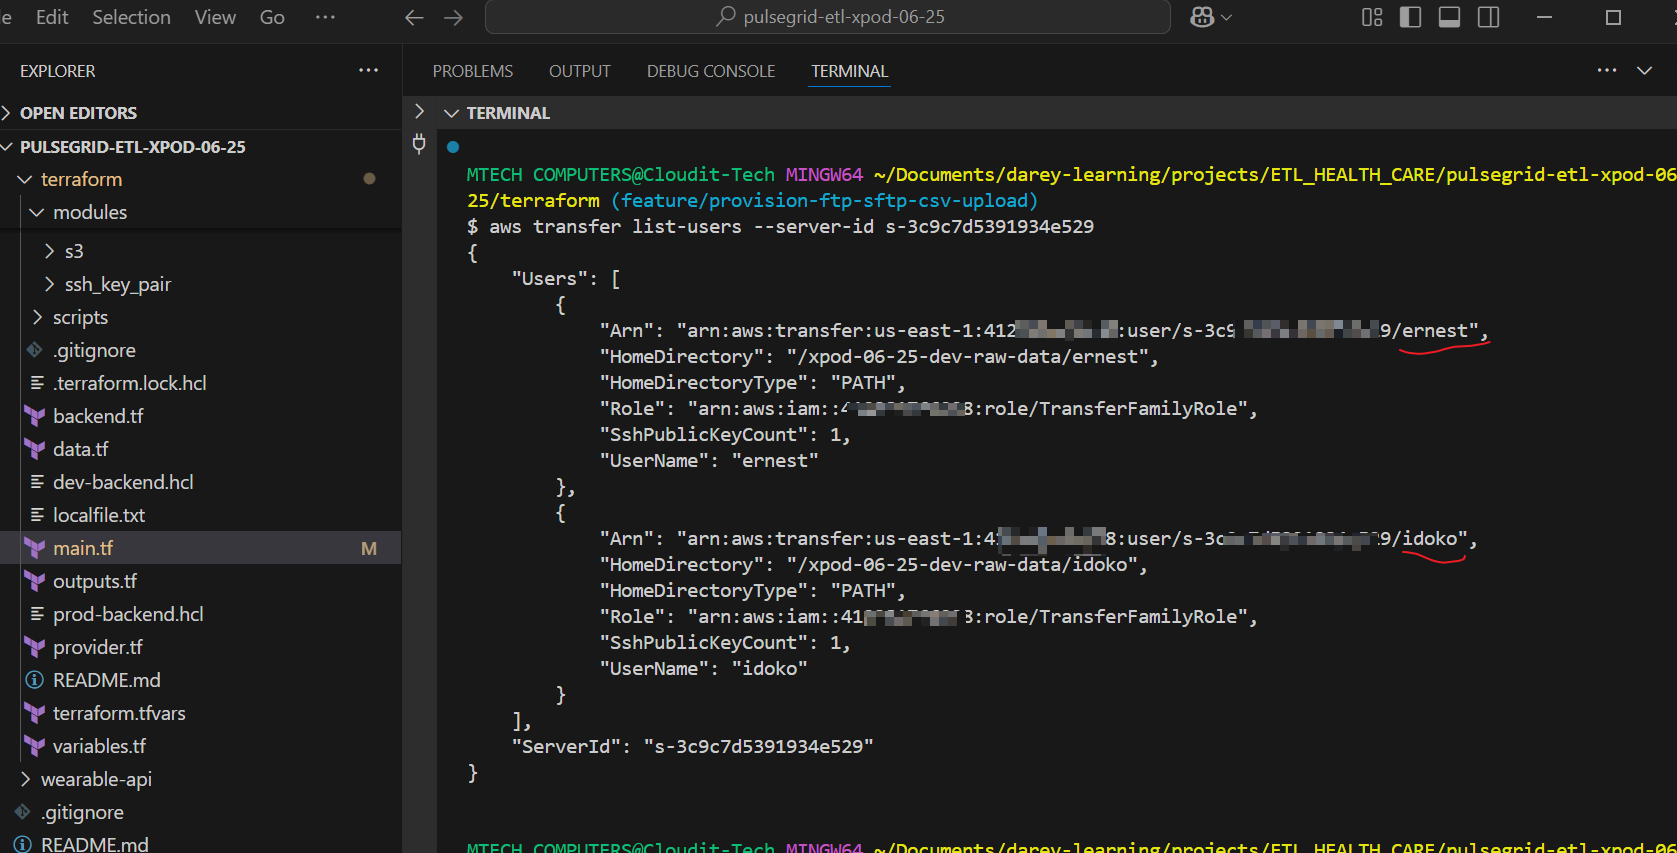 Edit Selection View Go ...
pulsegrid-etl-xpod-06-25
EXPLORER
OPEN EDITORS
PULSEGRID-ETL-XPOD-06-25
terraform
modules
s3
ssh_key_pair
scripts
.gitignore
.terraform.lock.hcl
backend.tf
data.tf
dev-backend.hcl
localfile.txt
main.tf M
outputs.tf
prod-backend.hcl
provider.tf
README.md
terraform.tfvars
variables.tf
wearable-api
.gitignore
README.md
PROBLEMS OUTPUT DEBUG CONSOLE TERMINAL
TERMINAL
MTECH COMPUTERS@Cloudit-Tech MINGW64 ~/Documents/darey-learning/projects/ETL_HEALTH_CARE/pulsegrid-etl-xpod-06
25/terraform (feature/provision-ftp-sftp-csv-upload)
$ aws transfer list-users --server-id s-3c9c7d5391934e529
{
"Users": [
{
"Arn": "arn:aws:transfer:us-east-1:412 :user/s-3c9 9/ernest",
"HomeDirectory": "/xpod-06-25-dev-raw-data/ernest",
"HomeDirectoryType": "PATH",
"Role": "arn:aws:iam::4 8:role/TransferFamilyRole",
"SshPublicKeyCount": 1,
"UserName": "ernest"
},
{
"Arn": "arn:aws:transfer:us-east-1:41 8:user/s-3c 9/idoko",
"HomeDirectory": "/xpod-06-25-dev-raw-data/idoko",
"HomeDirectoryType": "PATH",
"Role": "arn:aws:iam::41 8:role/TransferFamilyRole",
"SshPublicKeyCount": 1,
"UserName": "idoko"
}
],
"ServerId": "s-3c9c7d5391934e529"
}
MTECH COMPUTERS@Cloudit-Tech MINGW64 ~/Documents/darey-learning/projects/ETL_HEALTH_CARE/pulsegrid-etl-xpod-06